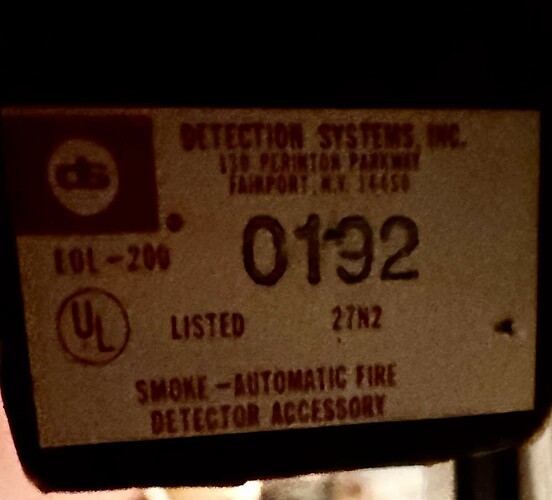 DETECTION SYSTEMS, INC.
130 PERINTON PARKWAY
FAIRPORT, N.Y. 14450
ds
EOL-200
0192
UL
LISTED 27N2
SMOKE-AUTOMATIC FIRE
DETECTOR ACCESSORY